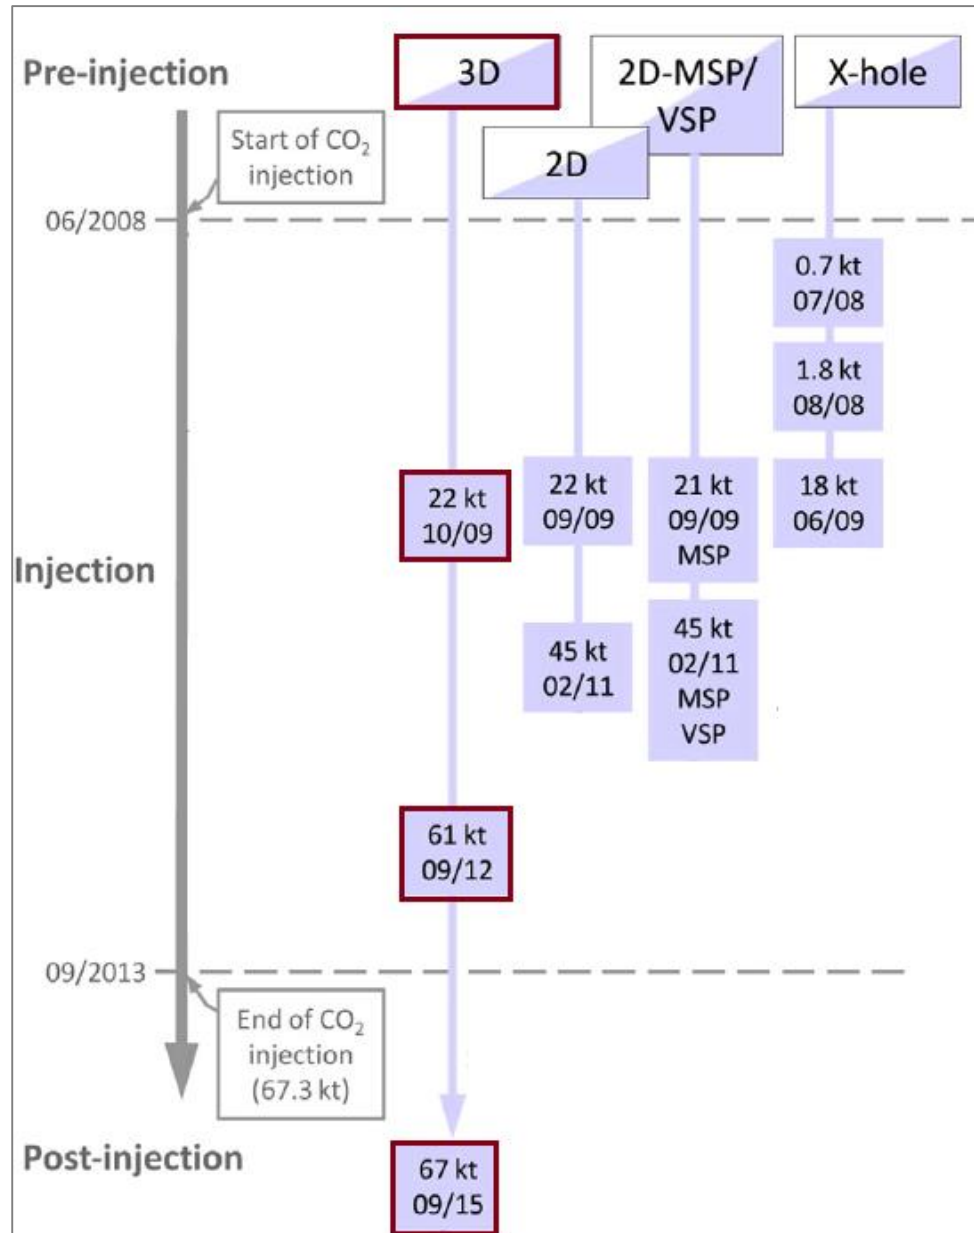 Pre-injection
3D
2D-MSP/
VSP
X-hole
2D
Start of CO₂
injection
06/2008
0.7 kt
07/08
1.8 kt
08/08
22 kt
10/09
22 kt
09/09
21 kt
09/09
MSP
18 kt
06/09
Injection
45 kt
02/11
45 kt
02/11
MSP
VSP
61 kt
09/12
09/2013
End of CO₂
injection
(67.3 kt)
Post-injection
67 kt
09/15